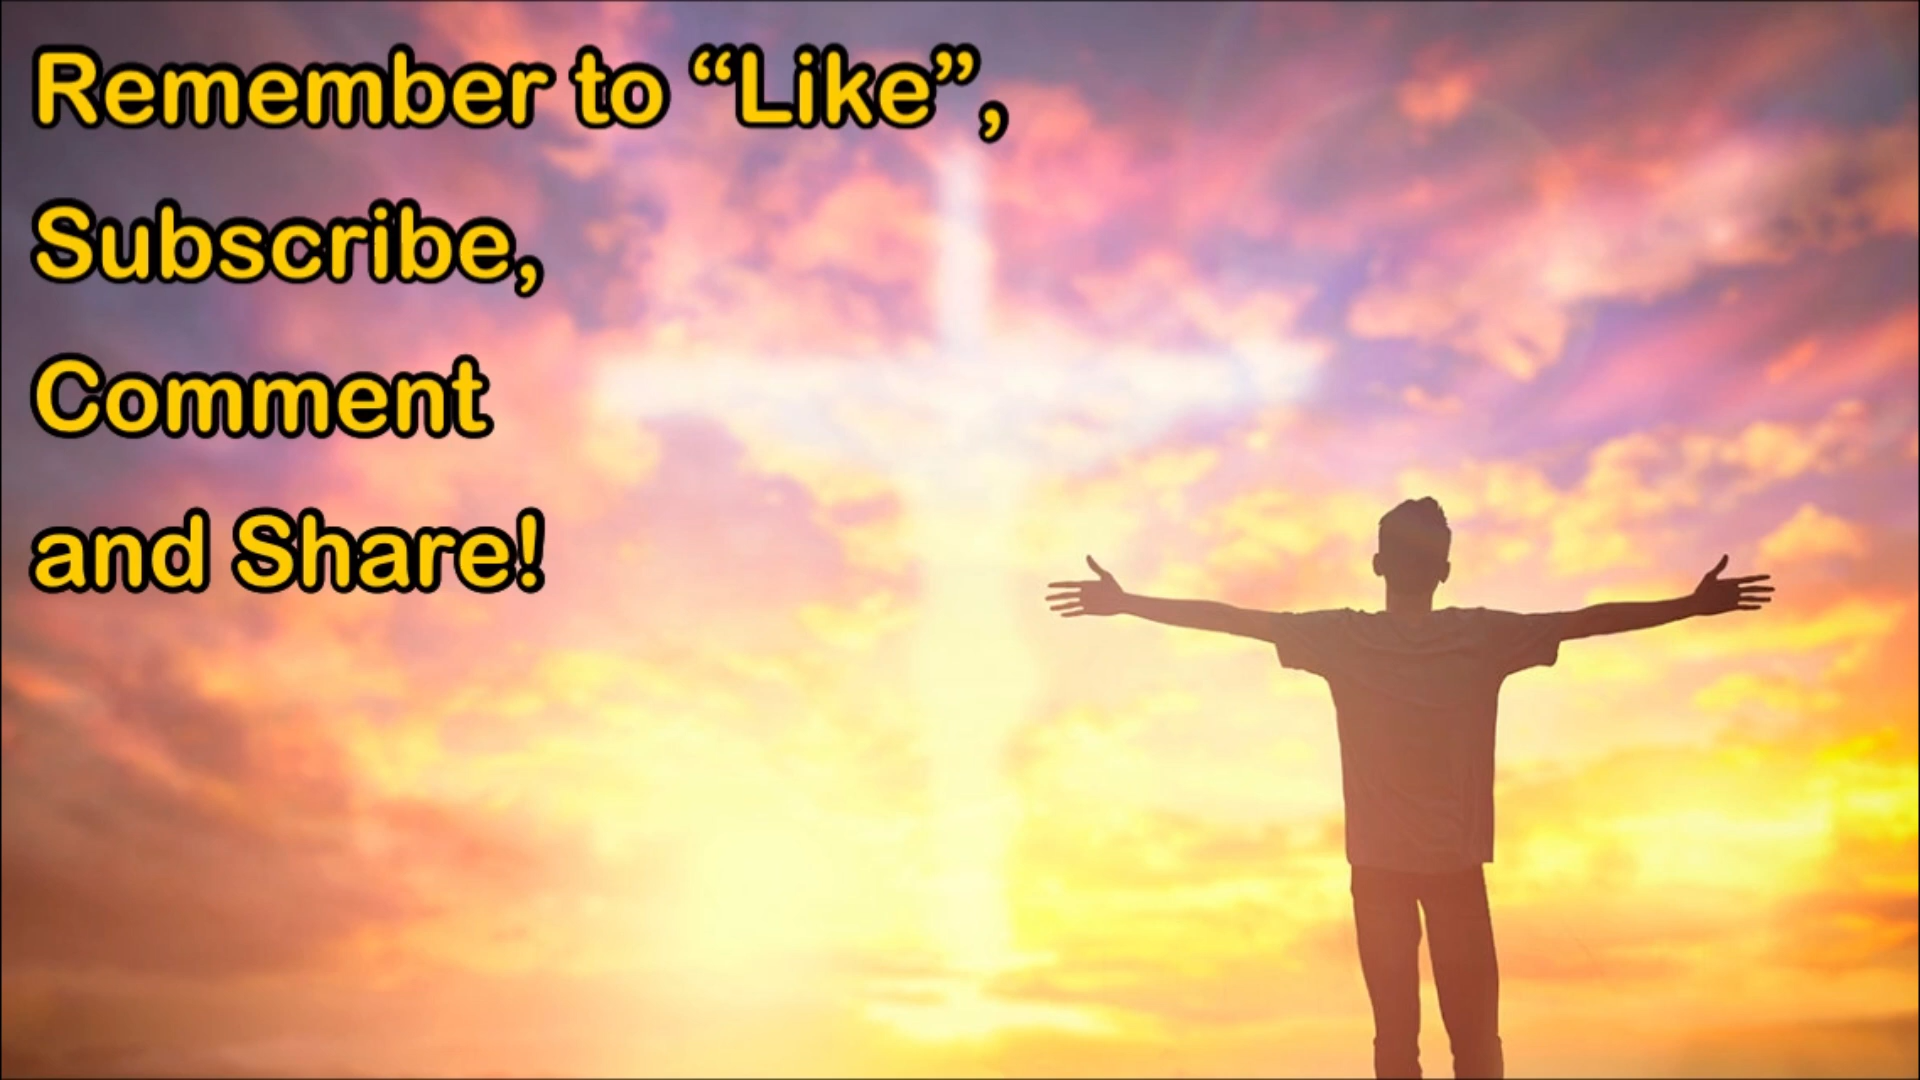 Remember to “Like”,
Subscribe,
Comment
and Share!